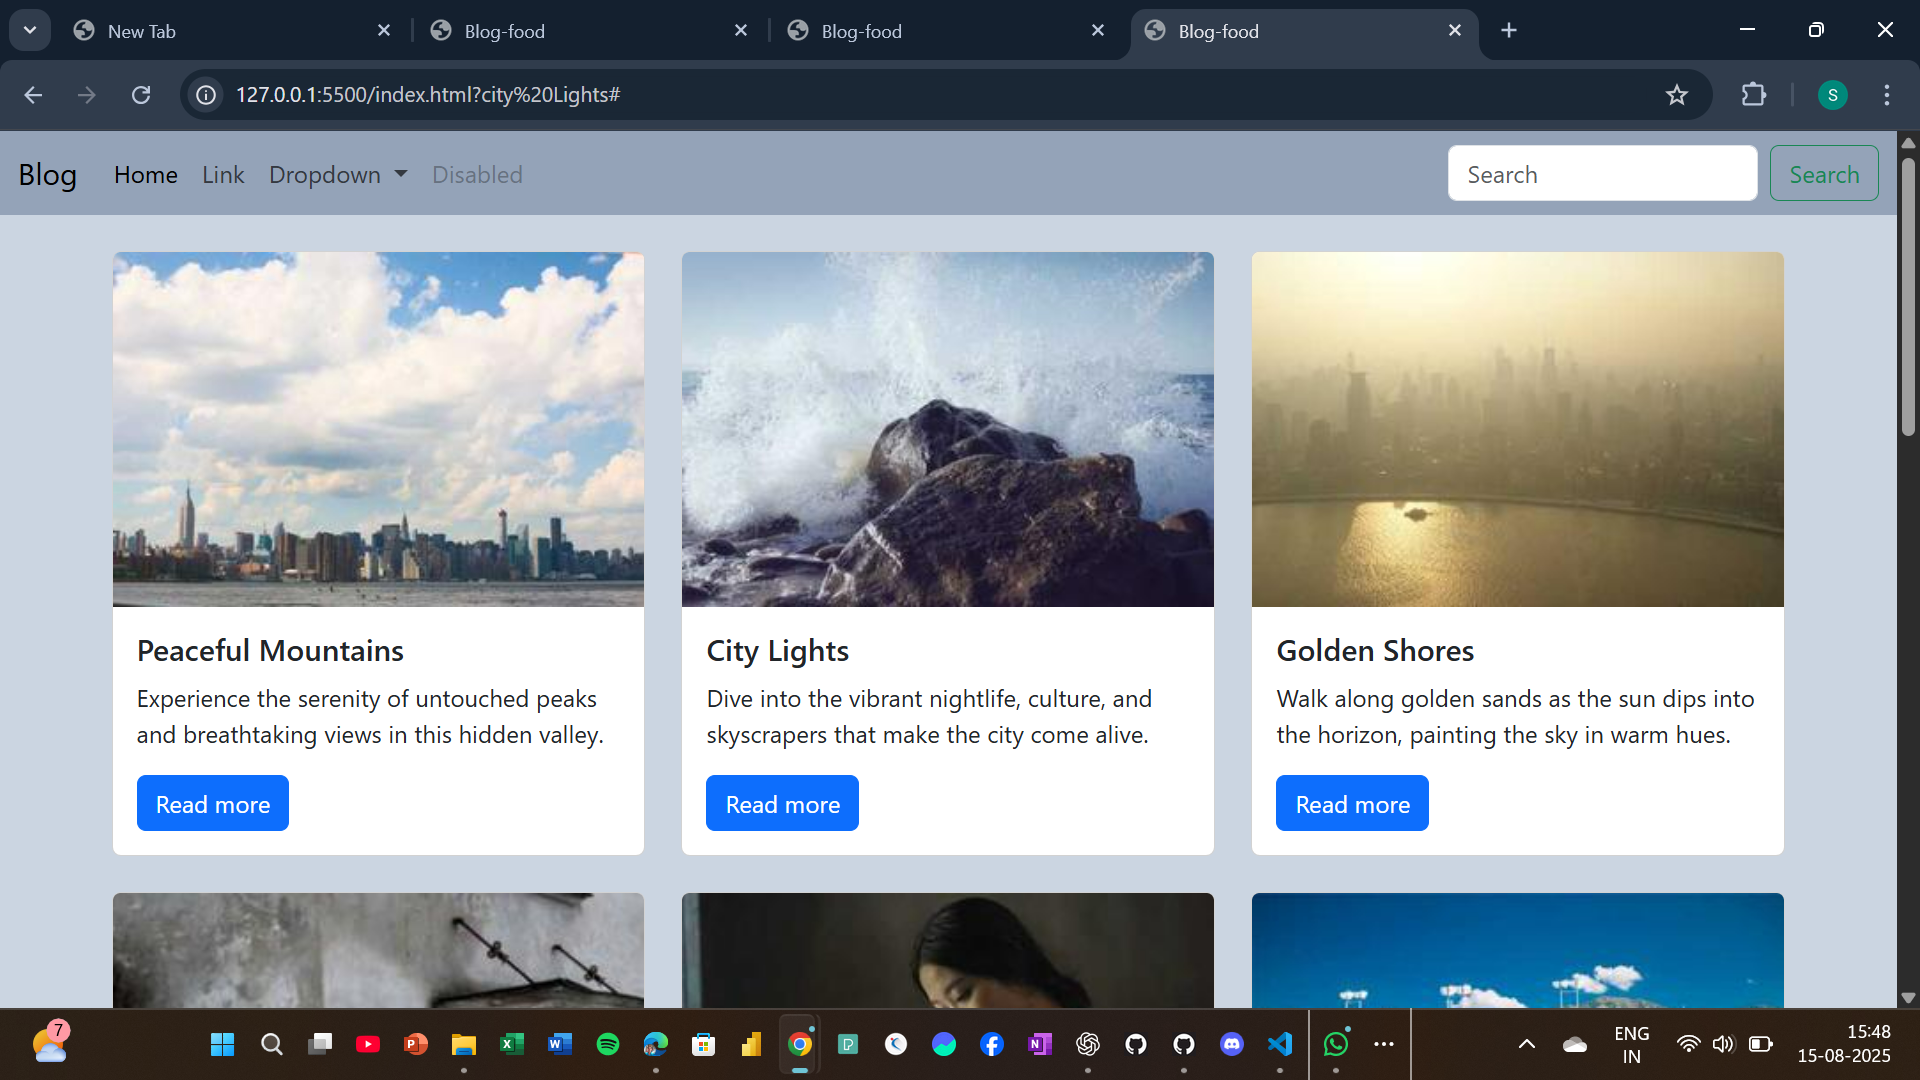 New Tab
Blog-food
Blog-food
Blog-food
127.0.0.1:5500/index.html?city%20Lights#
S
Blog
Home
Link
Dropdown
Disabled
Search
Search
Peaceful Mountains
Experience the serenity of untouched peaks
and breathtaking views in this hidden valley.
Read more
City Lights
Dive into the vibrant nightlife, culture, and
skyscrapers that make the city come alive.
Read more
Golden Shores
Walk along golden sands as the sun dips into
the horizon, painting the sky in warm hues.
Read more
7
ENG
IN
15:48
15-08-2025